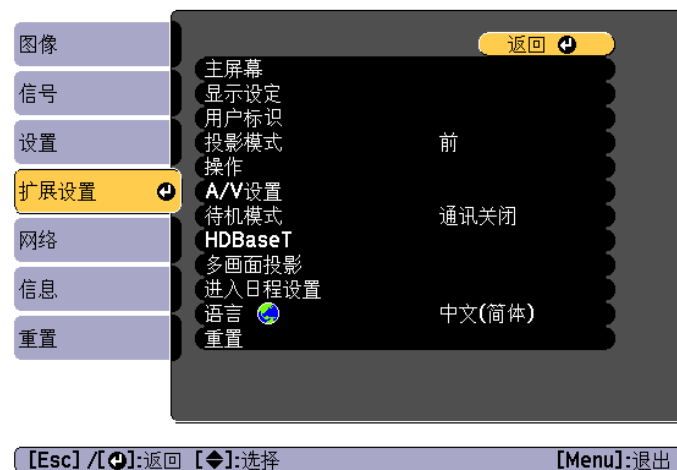 图像
信号
设置
扩展设置
网络
信息
重置
返回
主屏幕
显示设定
用户标识
投影模式 前
操作
A/V设置
待机模式 通讯关闭
HDBaseT
多画面投影
进入日程设置
语言 中文(简体)
重置
[Esc] /[⏎]:返回 [◆]:选择 [Menu]:退出